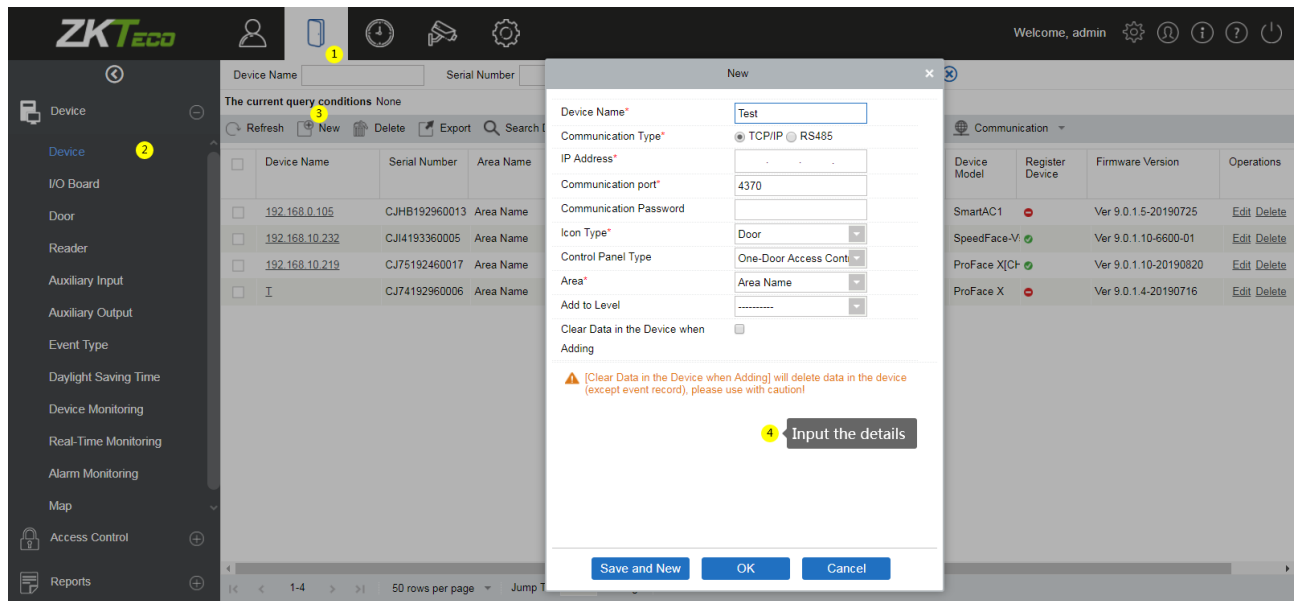 ZKTECO
Welcome, admin
1
Device Name
Serial Number
The current query conditions None
3
Refresh New Delete Export Search
Communication
Device
Device
2
I/O Board
Door
Reader
Auxiliary Input
Auxiliary Output
Event Type
Daylight Saving Time
Device Monitoring
Real-Time Monitoring
Alarm Monitoring
Map
Access Control
Reports
Device Name Serial Number Area Name Device Model Register Device Firmware Version Operations
192.168.0.105 CJHB192960013 Area Name SmartAC1 Ver 9.0.1.5-20190725 Edit Delete
192.168.10.232 CJI4193360005 Area Name SpeedFace-V Ver 9.0.1.10-6600-01 Edit Delete
192.168.10.219 CJ75192460017 Area Name ProFace X[CH Ver 9.0.1.10-20190820 Edit Delete
T CJ74192960006 Area Name ProFace X Ver 9.0.1.4-20190716 Edit Delete
New
Device Name* Test
Communication Type* TCP/IP RS485
IP Address* . . .
Communication port* 4370
Communication Password
Icon Type* Door
Control Panel Type One-Door Access Cont
Area* Area Name
Add to Level ----------
Clear Data in the Device when
Adding
[Clear Data in the Device when Adding] will delete data in the device
(except event record), please use with caution!
4 Input the details
Save and New OK Cancel
1-4 50 rows per page Jump T